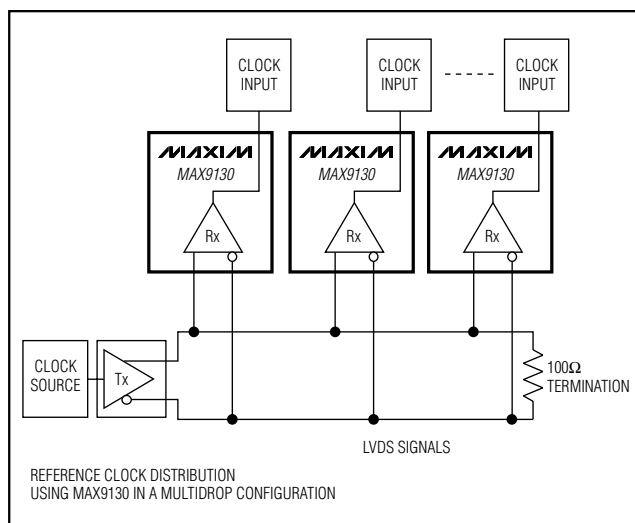 CLOCK
INPUT
CLOCK
INPUT
CLOCK
INPUT
MAXIM
MAX9130
MAXIM
MAX9130
MAXIM
MAX9130
Rx
Rx
Rx
CLOCK
SOURCE
Tx
100Ω
TERMINATION
LVDS SIGNALS
REFERENCE CLOCK DISTRIBUTION
USING MAX9130 IN A MULTIDROP CONFIGURATION